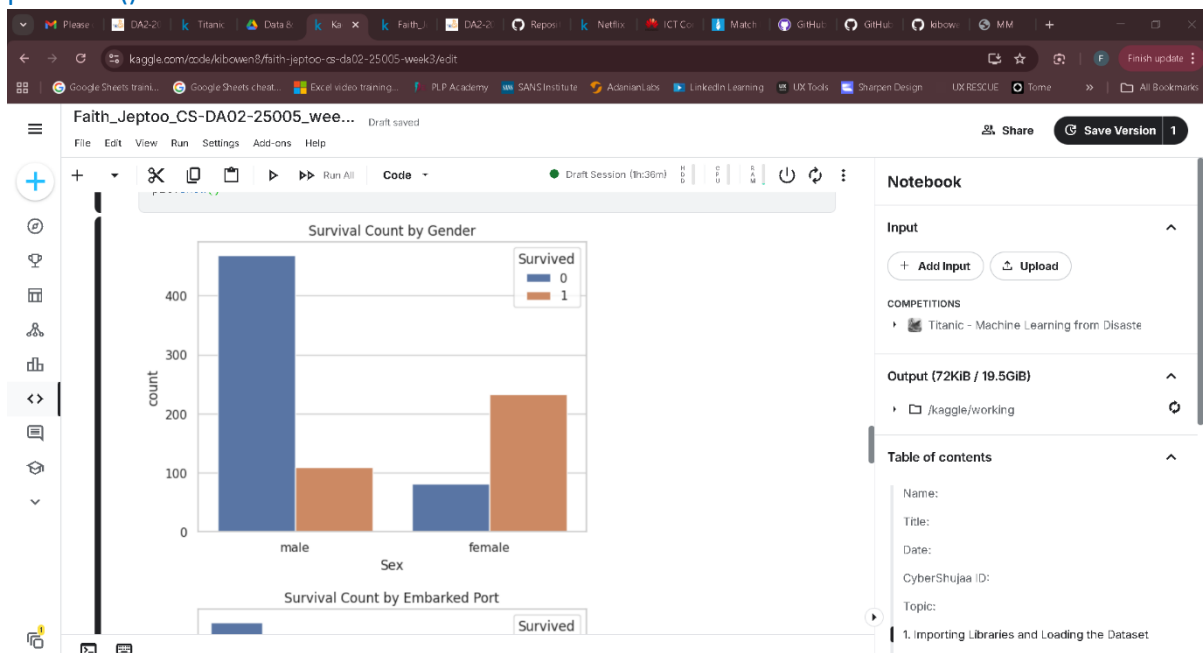 Please
DA2-2
Titanic
Data &
Ka
Faith_J
DA2-2
Reposi
Netflix
ICT Co
Match
GitHub:
GitHub:
kibowe
MM
kaggle.com/code/kibowen8/faith-jeptoo-cs-da02-25005-week3/edit
Finish update
Google Sheets traini...
Google Sheets cheat...
Excel video training...
PLP Academy
SANS Institute
AdanianLabs
LinkedIn Learning
UX Tools
Sharpen Design
UX RESCUE
Tome
All Bookmarks
Faith_Jeptoo_CS-DA02-25005_wee...
Draft saved
Share
Save Version 1
File Edit View Run Settings Add-ons Help
Run All
Code
Draft Session (1h:36m)
HDD
CPU
RAM
Survival Count by Gender
Survived
0
1
400
300
200
100
0
count
male
female
Sex
Survival Count by Embarked Port
Survived
Notebook
Input
+ Add Input
Upload
COMPETITIONS
Titanic - Machine Learning from Disaste
Output (72KiB / 19.5GiB)
/kaggle/working
Table of contents
Name:
Title:
Date:
CyberShujaa ID:
Topic:
1. Importing Libraries and Loading the Dataset